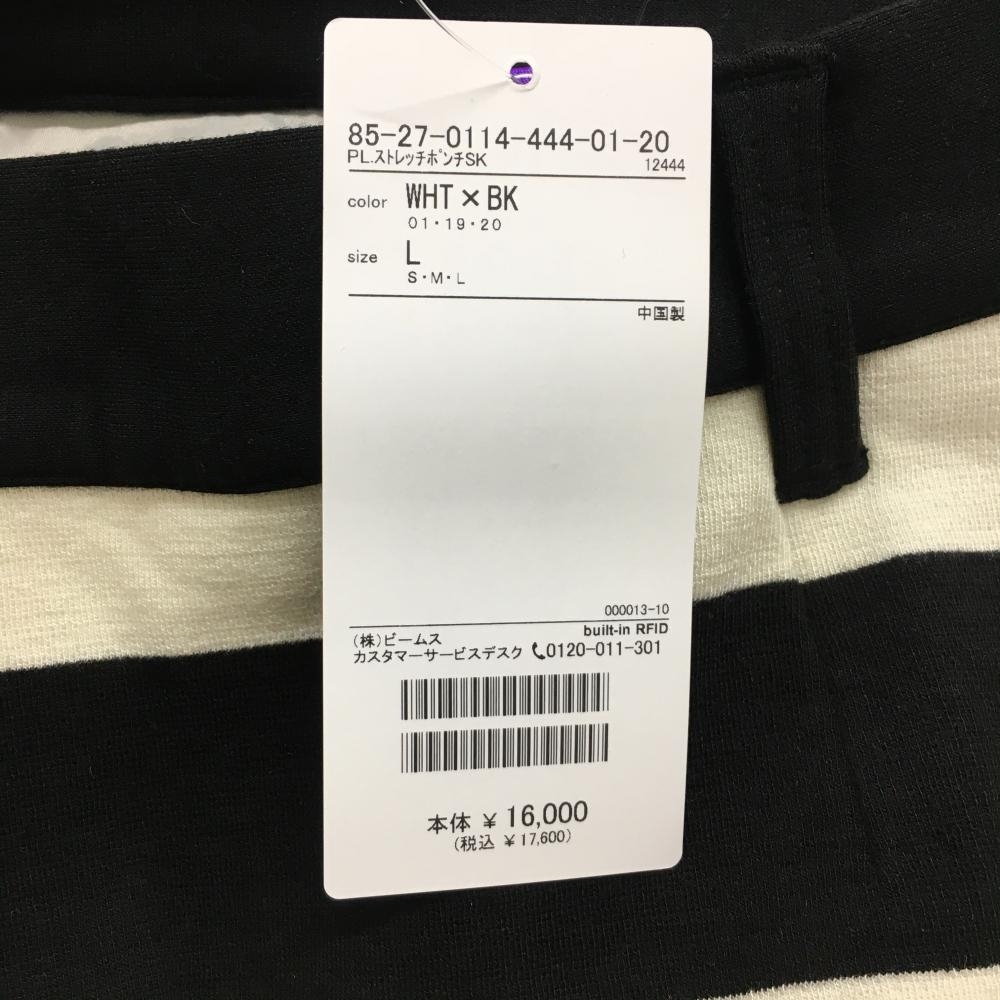 85-27-0114-444-01-20
PL.ストレッチポンチSK 12444
color WHT×BK
01・19・20
size L
S・M・L
中国製
000013-10
(株)ビームス built-in RFID
カスタマーサービスデスク 0120-011-301
本体 ¥16,000
(税込 ¥17,600)